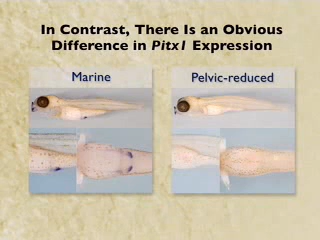 In Contrast, There Is an Obvious
Difference in Pitx1 Expression
Marine
Pelvic-reduced